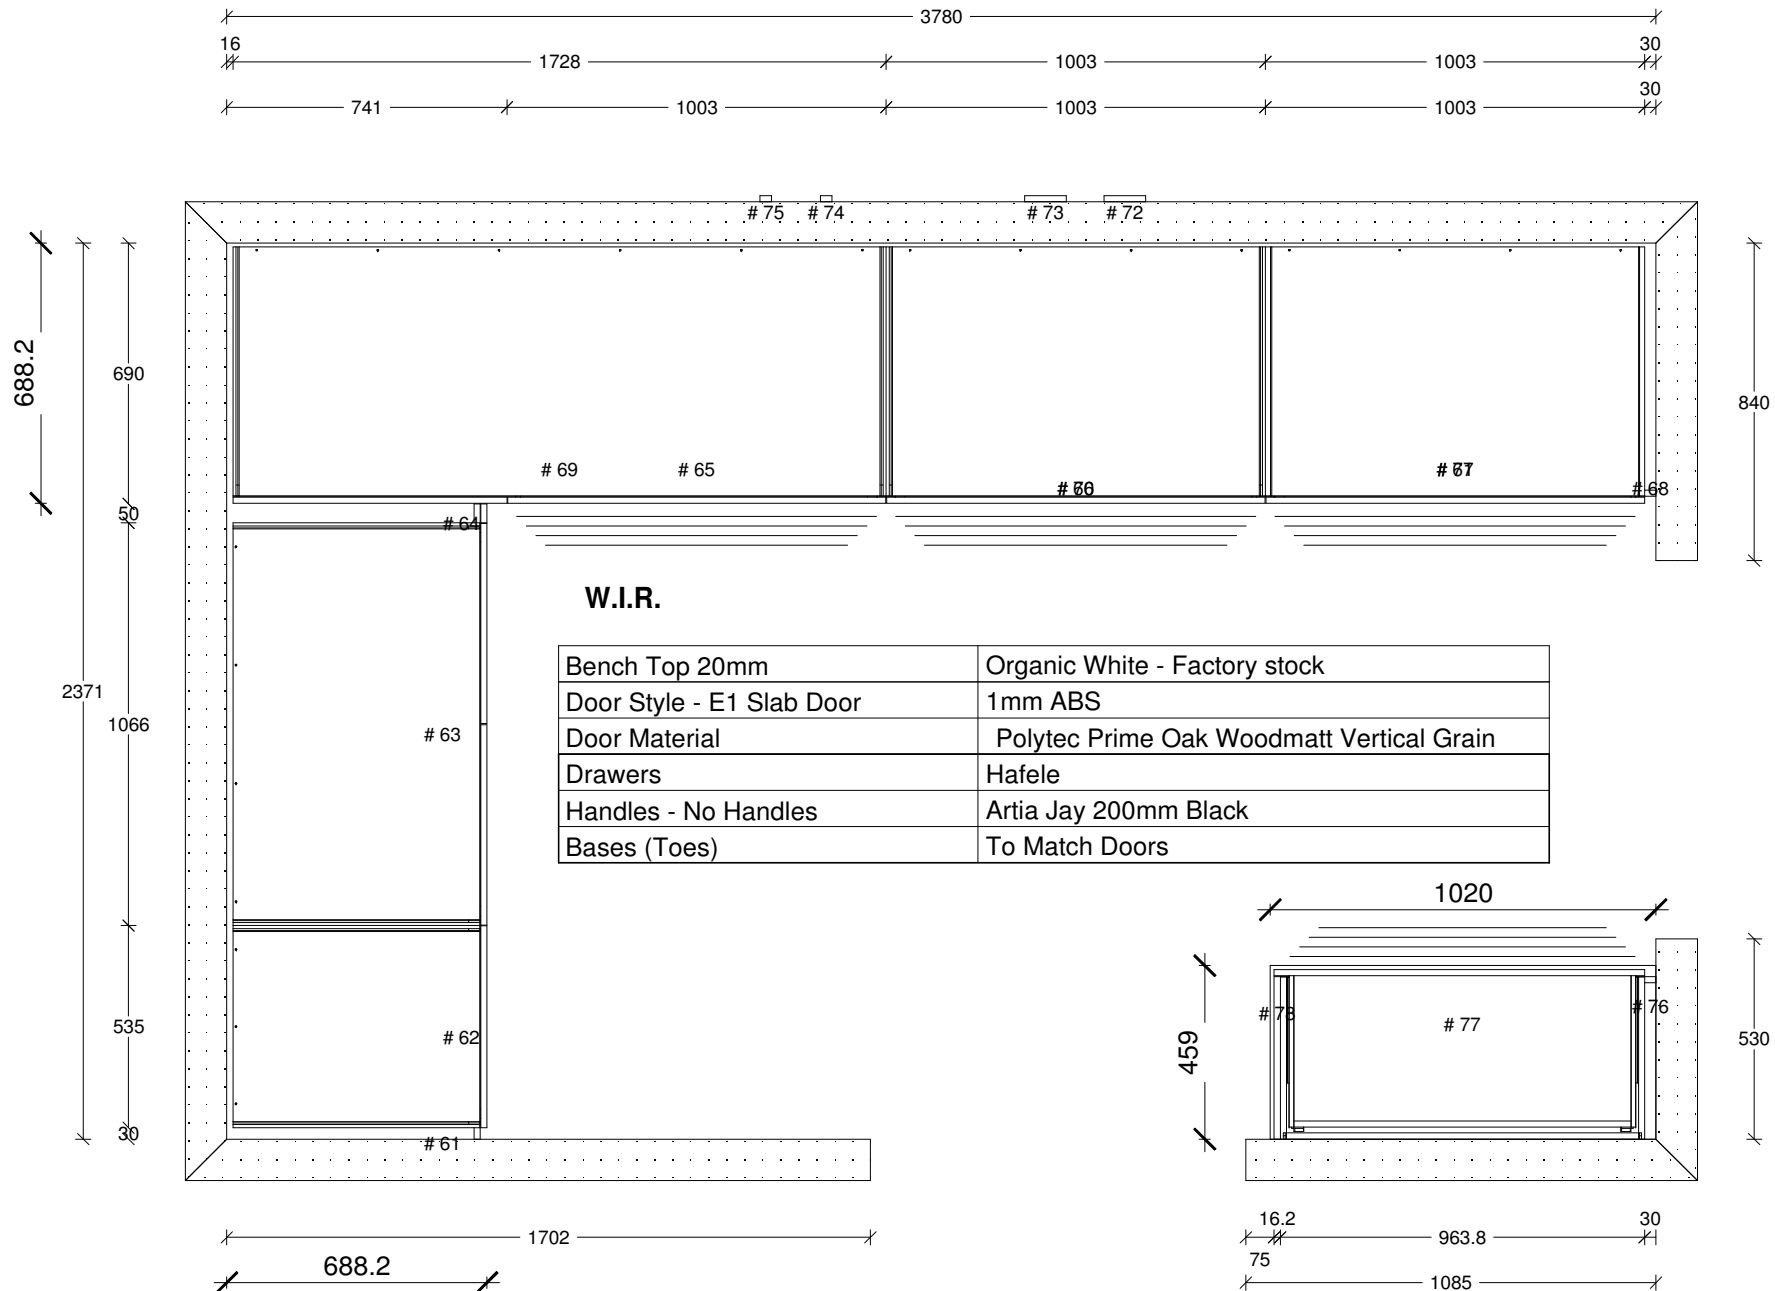 3780
16 1728 1003 1003 30
741 1003 1003 1003 30
# 75 # 74 # 73 # 72
688.2
690
840
# 69 # 65
# 68
50
# 64
W.I.R.
Bench Top 20mm Organic White - Factory stock
Door Style - E1 Slab Door 1mm ABS
Door Material Polytec Prime Oak Woodmatt Vertical Grain
Drawers Hafele
Handles - No Handles Artia Jay 200mm Black
Bases (Toes) To Match Doors
2371
1066
# 63
1020
459
# 78 # 77 # 76
535
# 62
530
30
# 61
1702
688.2
16.2 963.8 30
75
1085